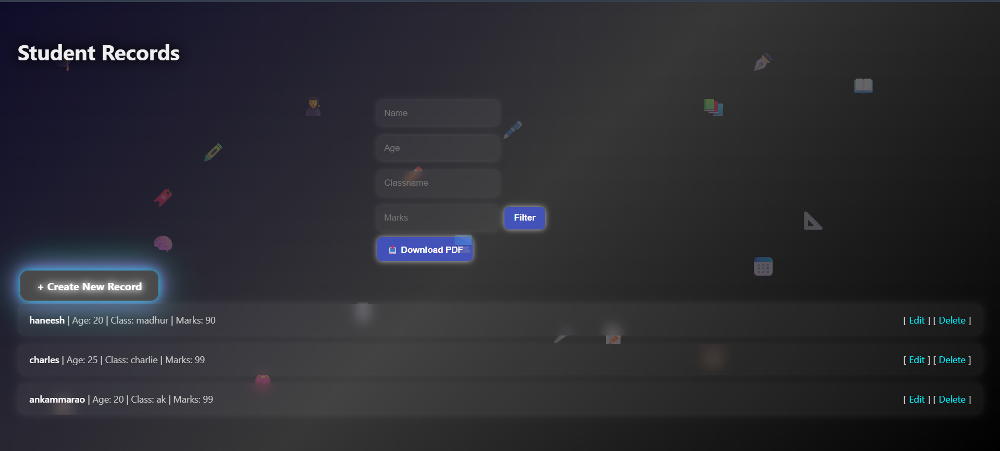 Student Records
Name
Age
Classname
Marks
Filter
Download PDF
+ Create New Record
haneesh | Age: 20 | Class: madhur | Marks: 90 [ Edit ] [ Delete ]
charles | Age: 25 | Class: charlie | Marks: 99 [ Edit ] [ Delete ]
ankammarao | Age: 20 | Class: ak | Marks: 99 [ Edit ] [ Delete ]